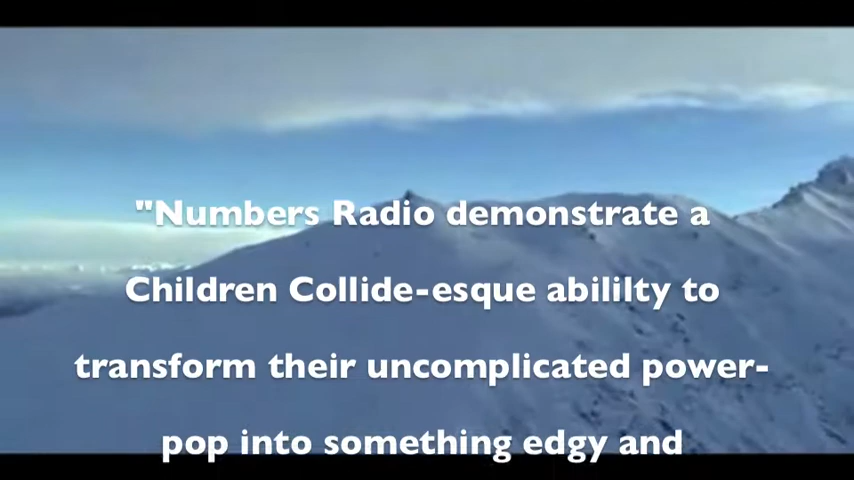 "Numbers Radio demonstrate a
Children Collide-esque abililty to
transform their uncomplicated power-
pop into something edgy and